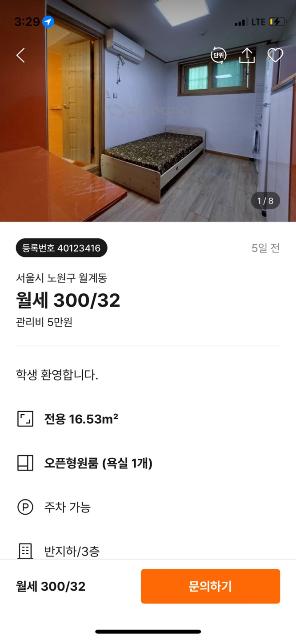 3:29
LTE
단위
1 / 8
등록번호 40123416
5일 전
서울시 노원구 월계동
월세 300/32
관리비 5만원
학생 환영합니다.
전용 16.53m²
오픈형원룸 (욕실 1개)
P 주차 가능
반지하/3층
월세 300/32
문의하기